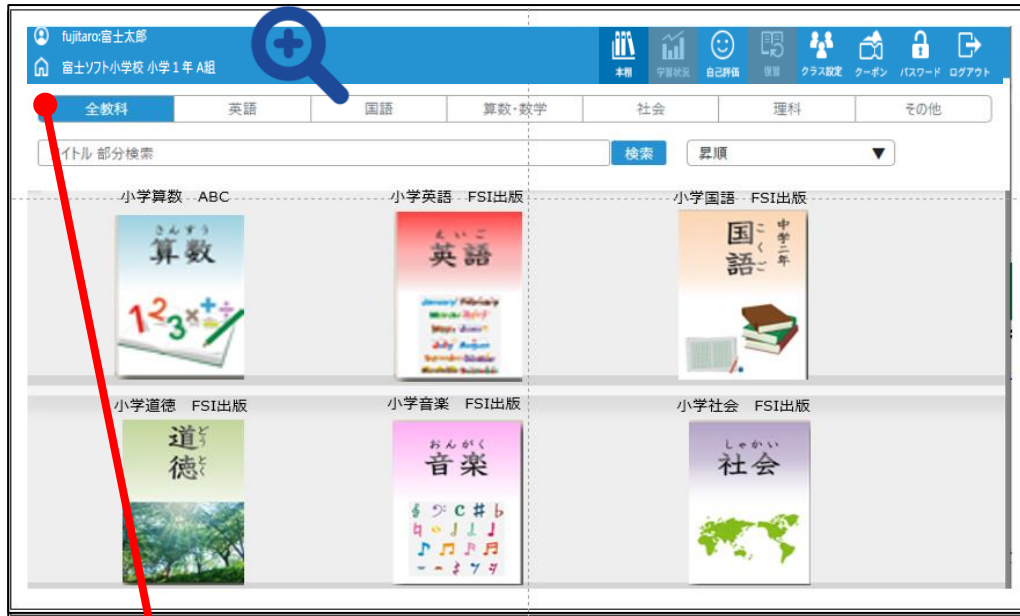 fujitaro:富士太郎
富士ソフト小学校 小学1年 A組
本棚 学習状況 自己評価 復習 クラス設定 クーポン パスワード ログアウト
全教科 英語 国語 算数・数学 社会 理科 その他
イトル 部分検索 検索 昇順 ▼
小学算数 ABC 小学英語 FSI出版 小学国語 FSI出版
さんすう
算数
123×+-÷
えいご
英語
January February
July August
こくご
国語
中学二年
小学道徳 FSI出版 小学音楽 FSI出版 小学社会 FSI出版
どうとく
道徳
おんがく
音楽
しゃかい
社会